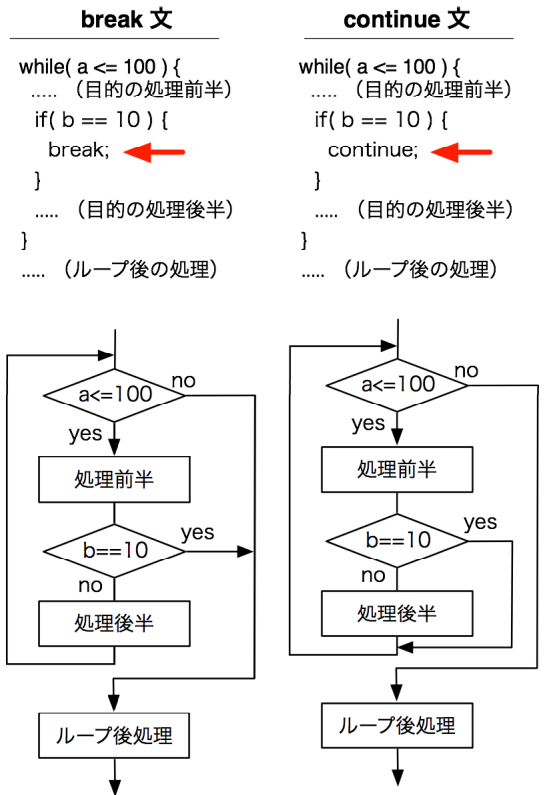 break 文
while( a <= 100 ) {
..... （目的の処理前半）
if( b == 10 ) {
break;
}
..... （目的の処理後半）
}
..... （ループ後の処理）
a<=100
no
yes
処理前半
b==10
yes
no
処理後半
ループ後処理
continue 文
while( a <= 100 ) {
..... （目的の処理前半）
if( b == 10 ) {
continue;
}
..... （目的の処理後半）
}
..... （ループ後の処理）
a<=100
no
yes
処理前半
b==10
yes
no
処理後半
ループ後処理